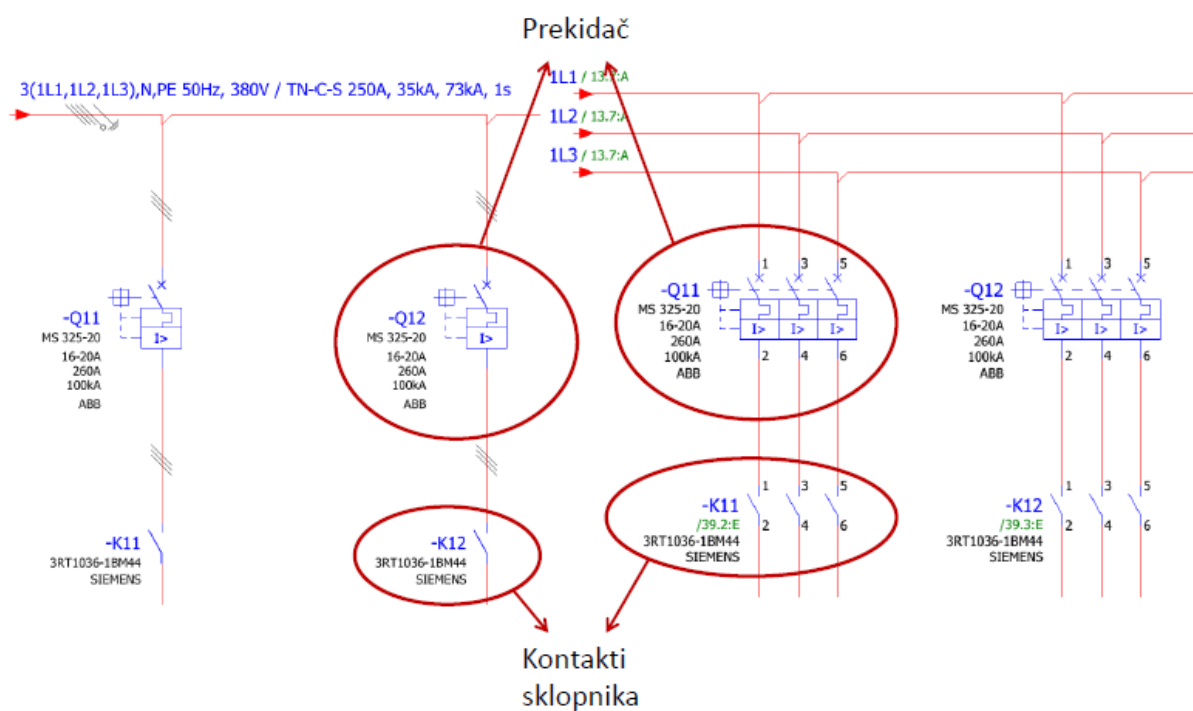 Prekidač
3(1L1,1L2,1L3),N,PE 50Hz, 380V / TN-C-S 250A, 35kA, 73kA, 1s
1L1 / 13.7:A
1L2 / 13.7:A
1L3 / 13.7:A
-Q11
MS 325-20
16-20A
260A
100kA
ABB
I>
-Q12
MS 325-20
16-20A
260A
100kA
ABB
I>
1 3 5
-Q11
MS 325-20
16-20A
260A
100kA
ABB
I> I> I>
2 4 6
1 3 5
-Q12
MS 325-20
16-20A
260A
100kA
ABB
I> I> I>
2 4 6
-K11
3RT1036-1BM44
SIEMENS
-K12
3RT1036-1BM44
SIEMENS
1 3 5
-K11
/39.2:E
3RT1036-1BM44
SIEMENS
2 4 6
1 3 5
-K12
/39.3:E
3RT1036-1BM44
SIEMENS
2 4 6
Kontakti
sklopnika